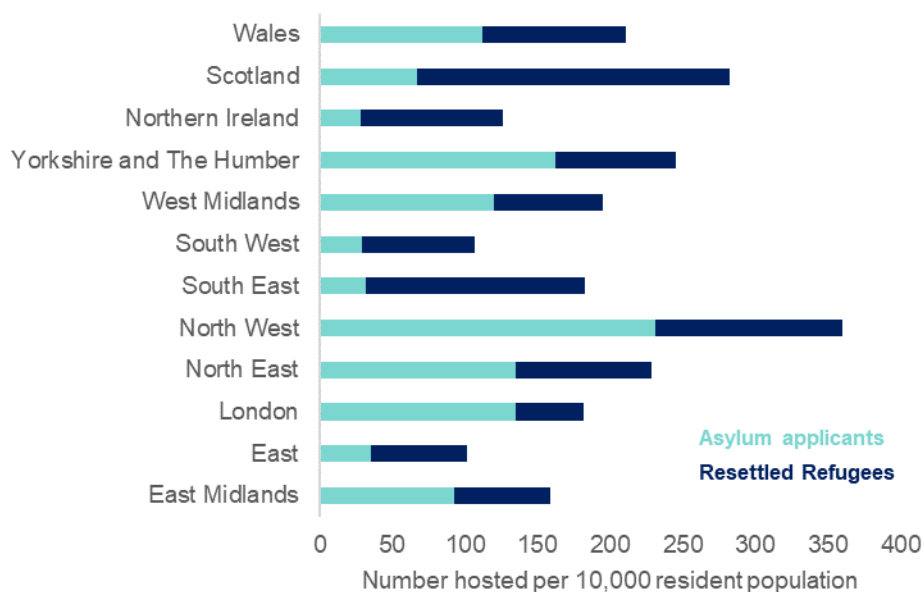 Wales
Scotland
Northern Ireland
Yorkshire and The Humber
West Midlands
South West
South East
North West
North East
London
East
East Midlands
Asylum applicants
Resettled Refugees
0 50 100 150 200 250 300 350 400
Number hosted per 10,000 resident population